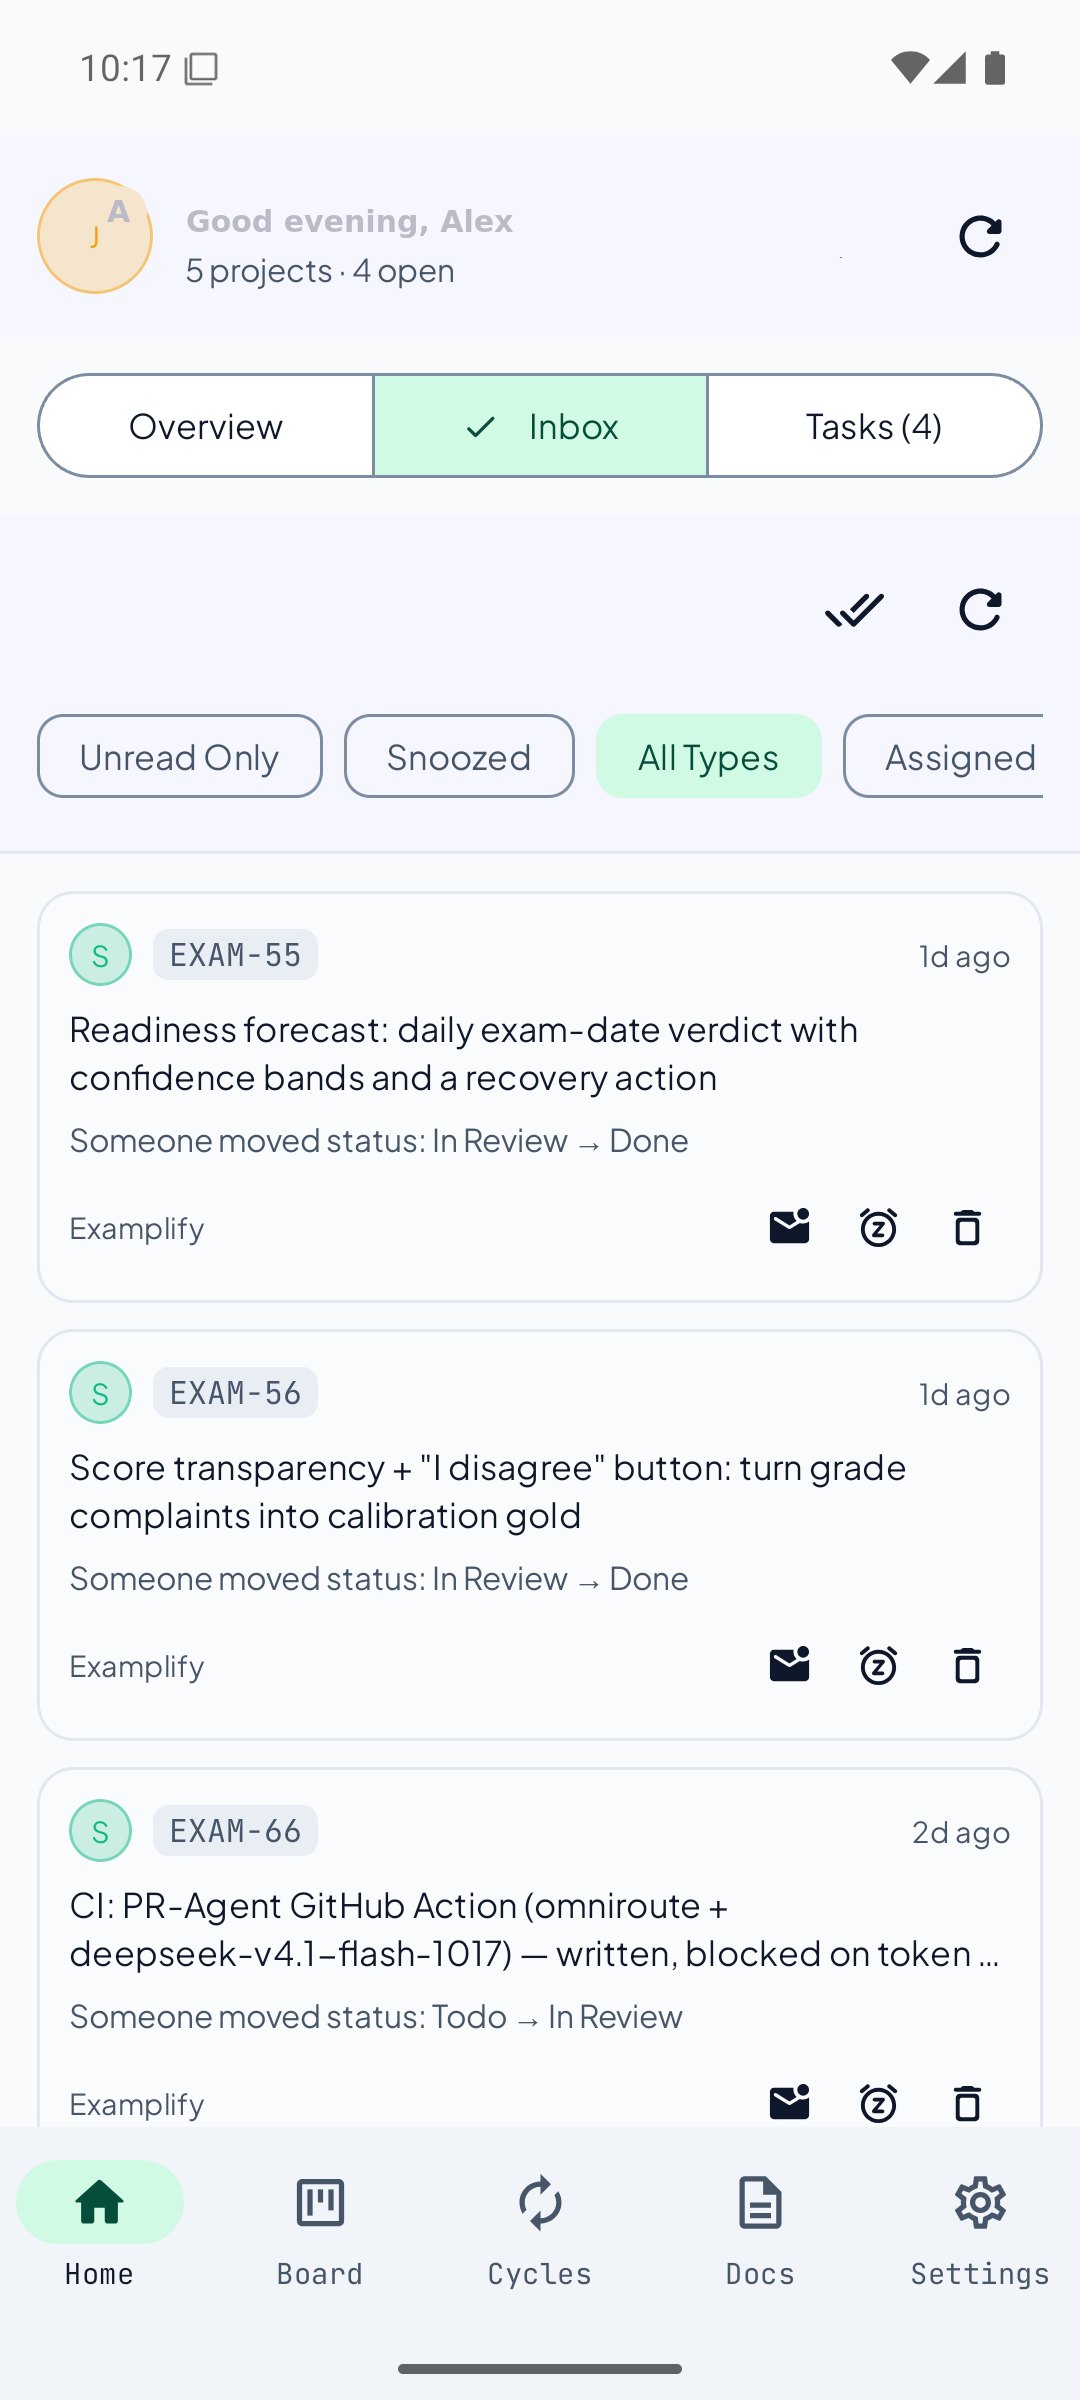 10:17
A
J
Good evening, Alex
5 projects · 4 open
Overview
Inbox
Tasks (4)
Unread Only
Snoozed
All Types
Assigned
S
EXAM-55
1d ago
Readiness forecast: daily exam-date verdict with
confidence bands and a recovery action
Someone moved status: In Review → Done
Examplify
S
EXAM-56
1d ago
Score transparency + "I disagree" button: turn grade
complaints into calibration gold
Someone moved status: In Review → Done
Examplify
S
EXAM-66
2d ago
CI: PR-Agent GitHub Action (omniroute +
deepseek-v4.1-flash-1017) — written, blocked on token ...
Someone moved status: Todo → In Review
Examplify
Home
Board
Cycles
Docs
Settings